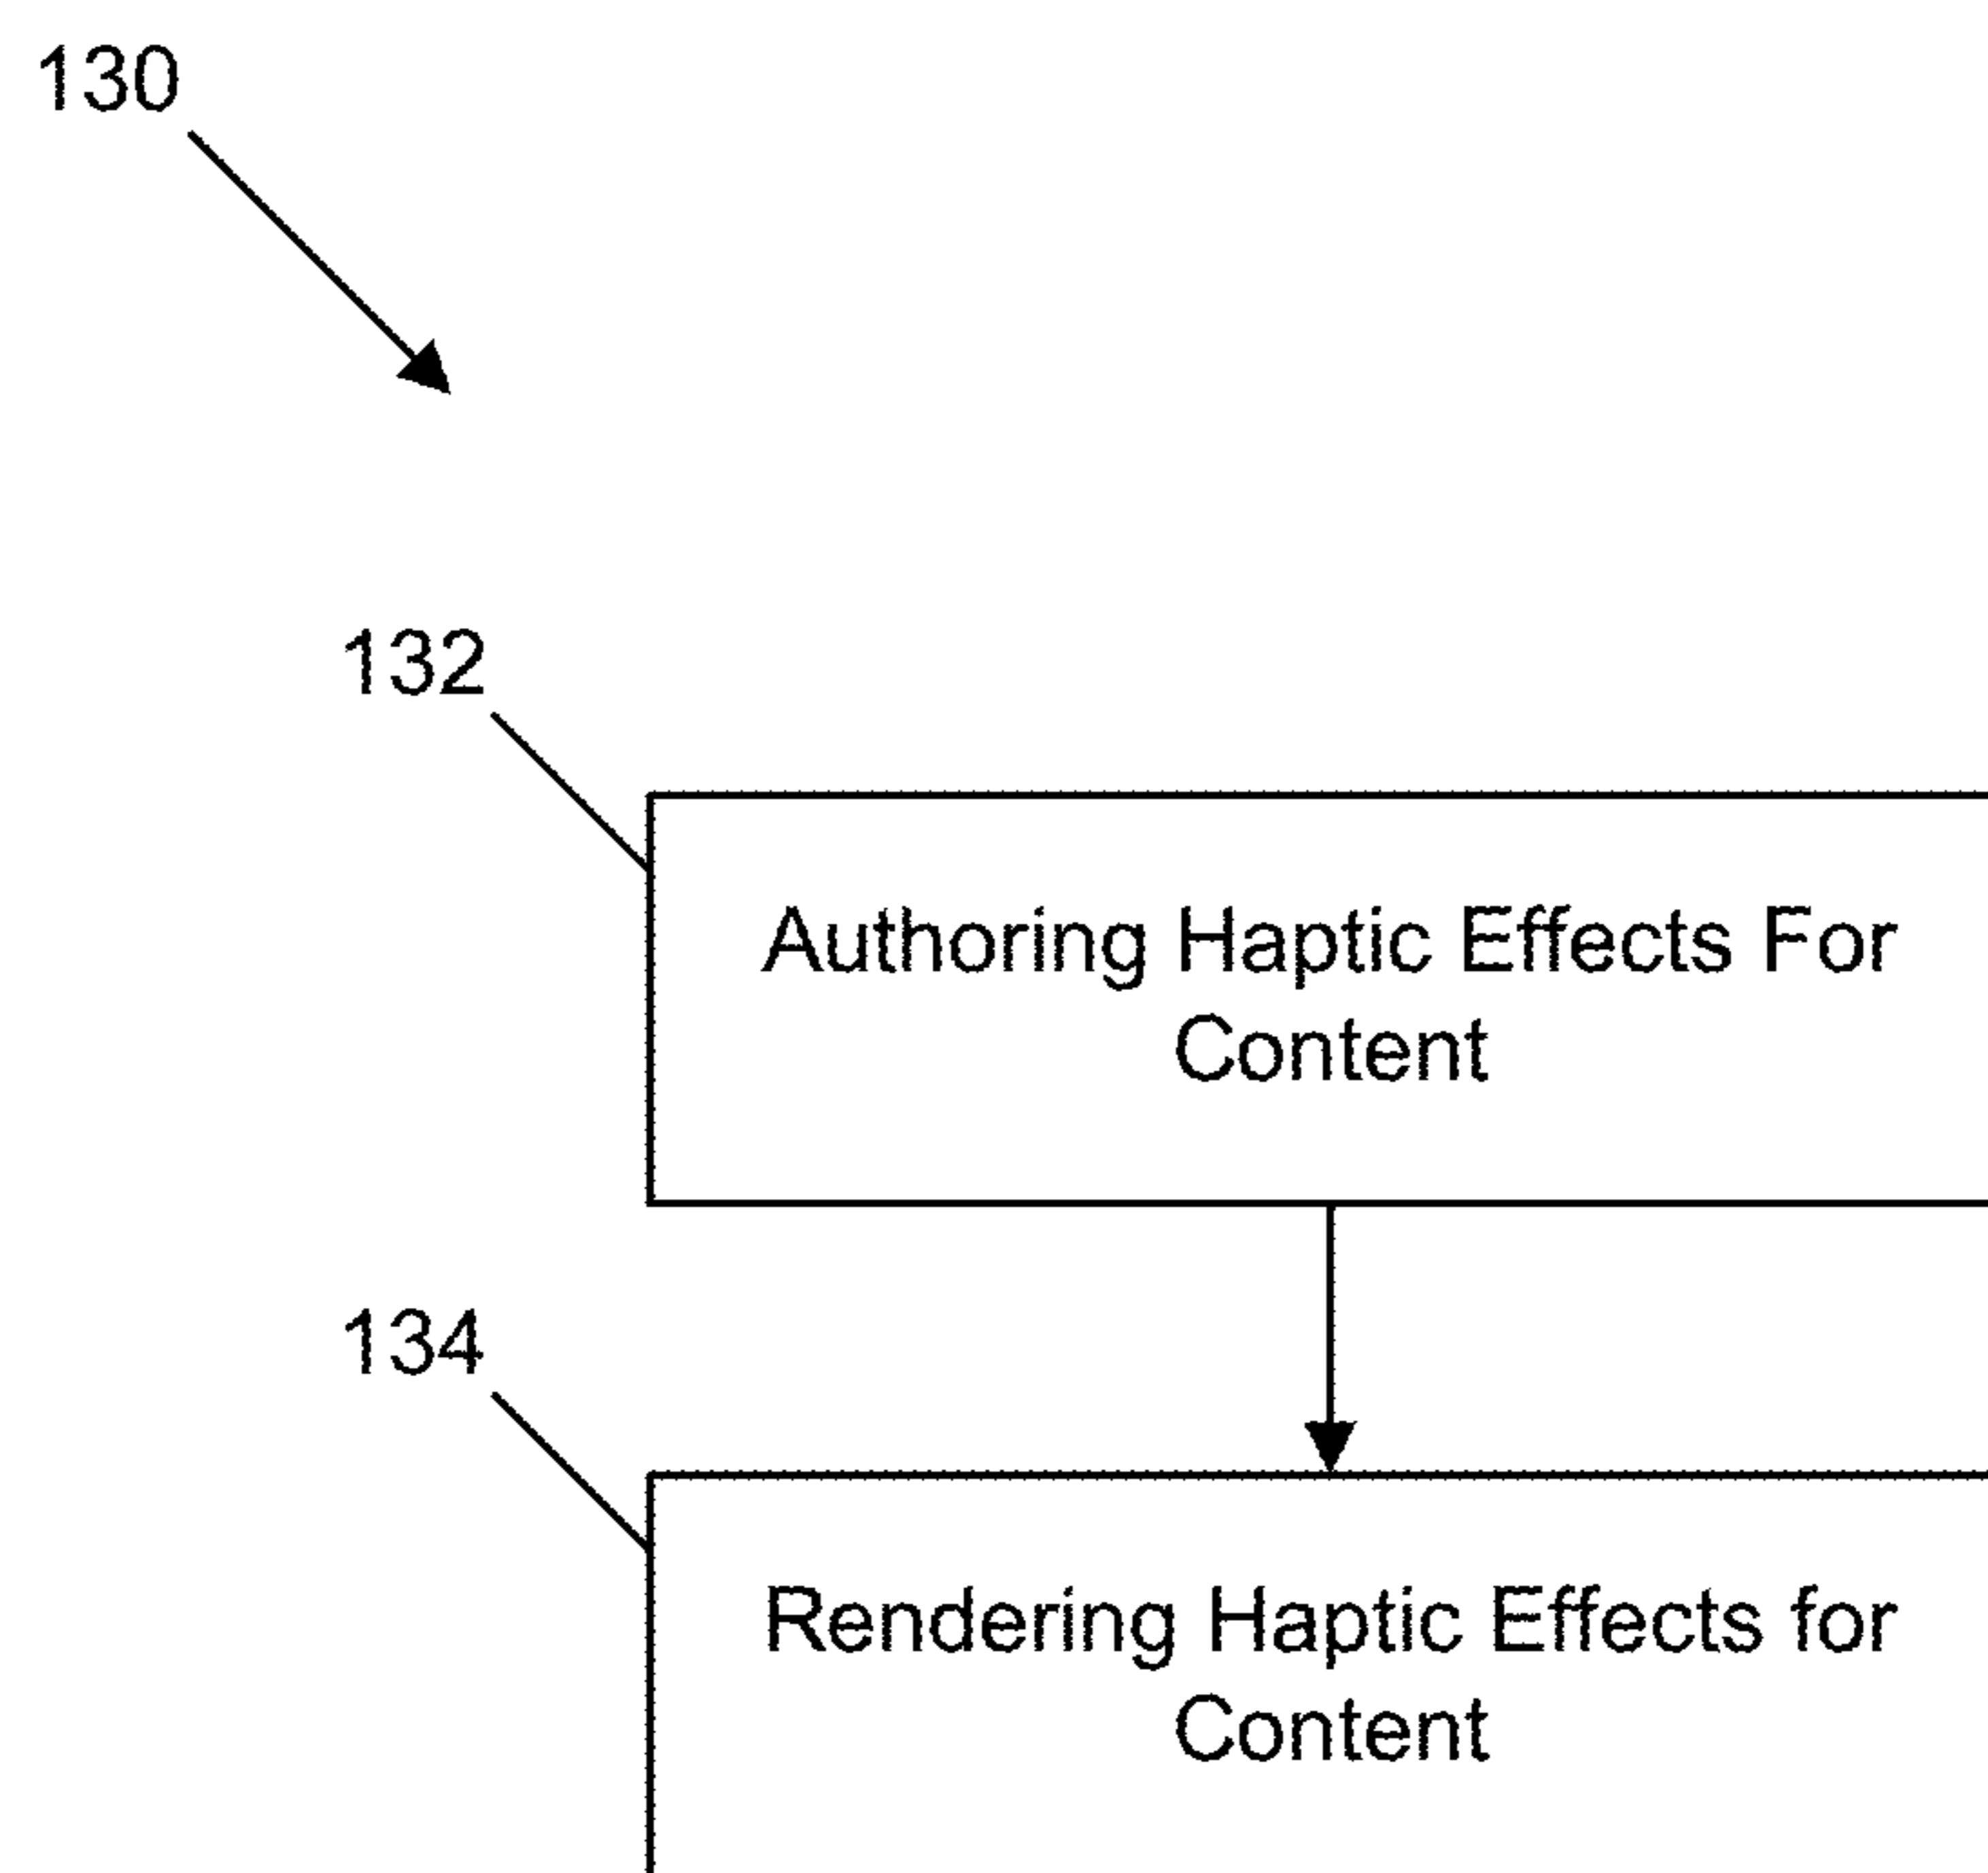 130
132
Authoring Haptic Effects For
Content
134
Rendering Haptic Effects for
Content